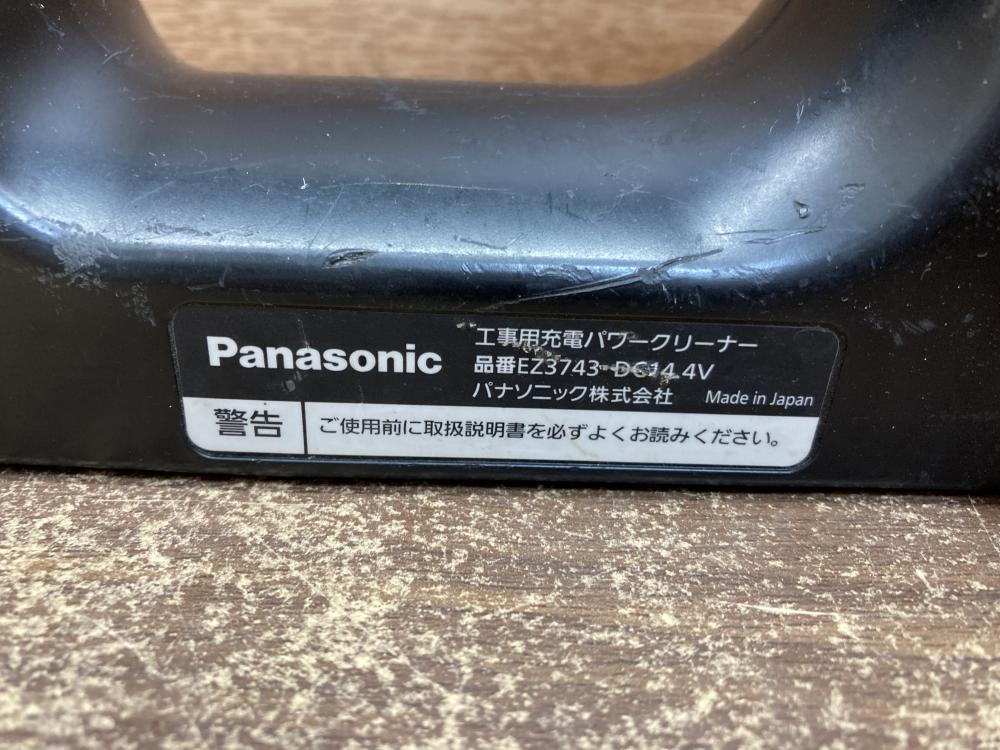 Panasonic
工事用充電パワークリーナー
品番EZ3743 DC14.4V
パナソニック株式会社 Made in Japan
警告
ご使用前に取扱説明書を必ずよくお読みください。